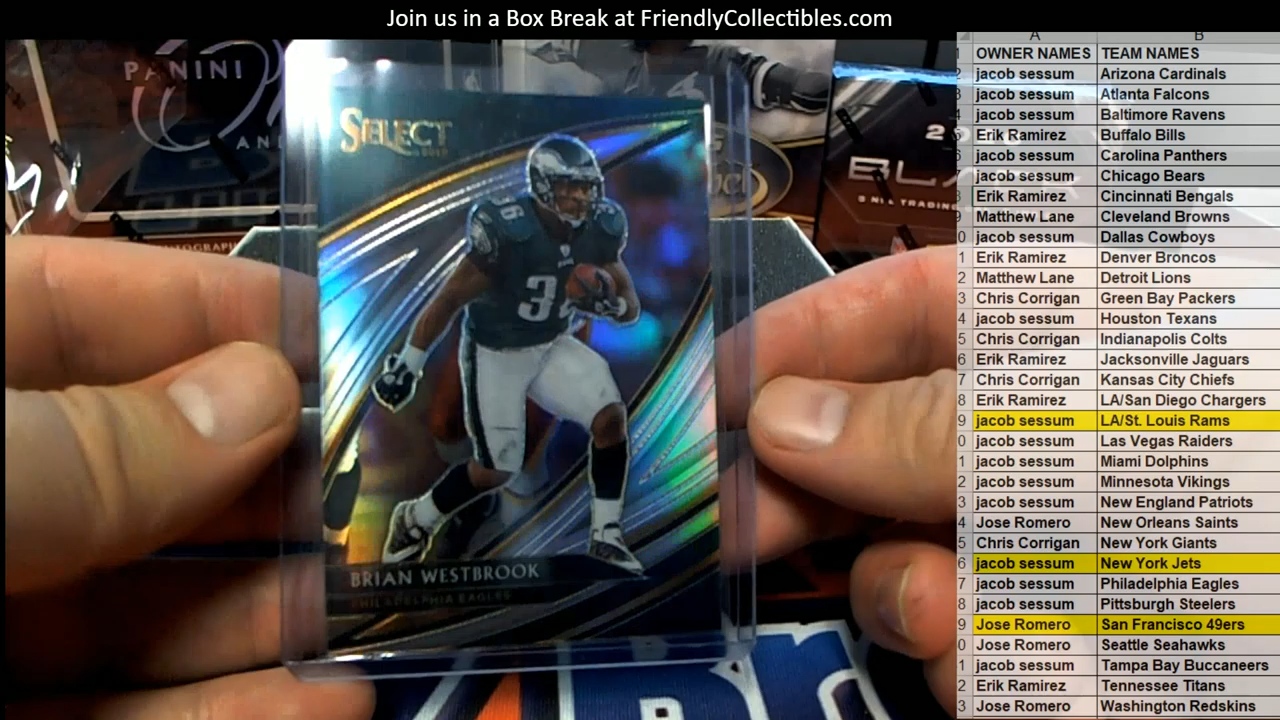 Join us in a Box Break at FriendlyCollectibles.com
PANINI
SELECT
36
36
BRIAN WESTBROOK
PHILADELPHIA EAGLES
A B
OWNER NAMES TEAM NAMES
jacob sessum Arizona Cardinals
jacob sessum Atlanta Falcons
jacob sessum Baltimore Ravens
Erik Ramirez Buffalo Bills
jacob sessum Carolina Panthers
jacob sessum Chicago Bears
Erik Ramirez Cincinnati Bengals
Matthew Lane Cleveland Browns
jacob sessum Dallas Cowboys
Erik Ramirez Denver Broncos
Matthew Lane Detroit Lions
Chris Corrigan Green Bay Packers
jacob sessum Houston Texans
Chris Corrigan Indianapolis Colts
Erik Ramirez Jacksonville Jaguars
Chris Corrigan Kansas City Chiefs
Erik Ramirez LA/San Diego Chargers
jacob sessum LA/St. Louis Rams
jacob sessum Las Vegas Raiders
jacob sessum Miami Dolphins
jacob sessum Minnesota Vikings
jacob sessum New England Patriots
Jose Romero New Orleans Saints
Chris Corrigan New York Giants
jacob sessum New York Jets
jacob sessum Philadelphia Eagles
jacob sessum Pittsburgh Steelers
Jose Romero San Francisco 49ers
Jose Romero Seattle Seahawks
jacob sessum Tampa Bay Buccaneers
Erik Ramirez Tennessee Titans
Jose Romero Washington Redskins